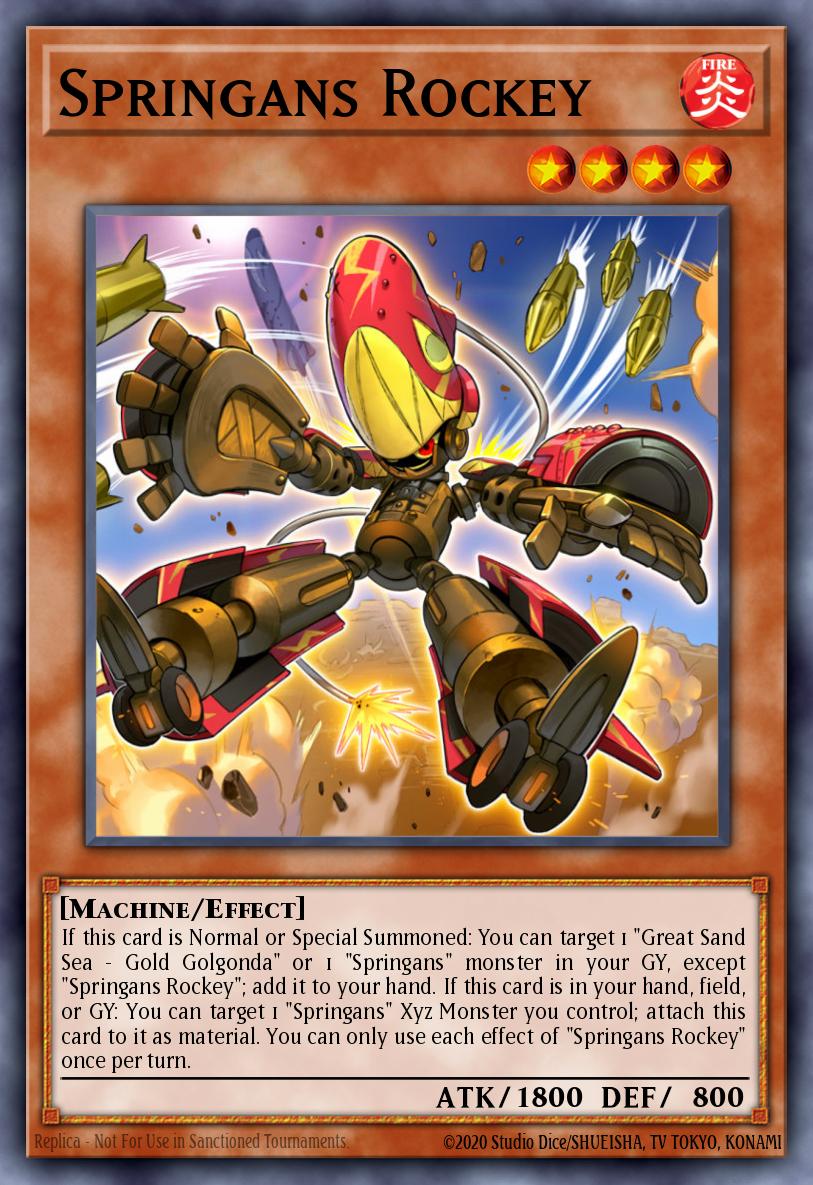 Springans Rockey
FIRE
炎
[Machine/Effect]
If this card is Normal or Special Summoned: You can target 1 "Great Sand
Sea - Gold Golgonda" or 1 "Springans" monster in your GY, except
"Springans Rockey"; add it to your hand. If this card is in your hand, field,
or GY: You can target 1 "Springans" Xyz Monster you control; attach this
card to it as material. You can only use each effect of "Springans Rockey"
once per turn.
ATK/1800 DEF/ 800
Replica - Not For Use in Sanctioned Tournaments.
©2020 Studio Dice/SHUEISHA, TV TOKYO, KONAMI